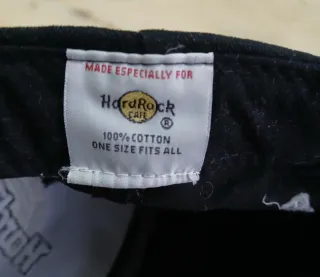 MADE ESPECIALLY FOR
Hard Rock
CAFE
®
100% COTTON
ONE SIZE FITS ALL